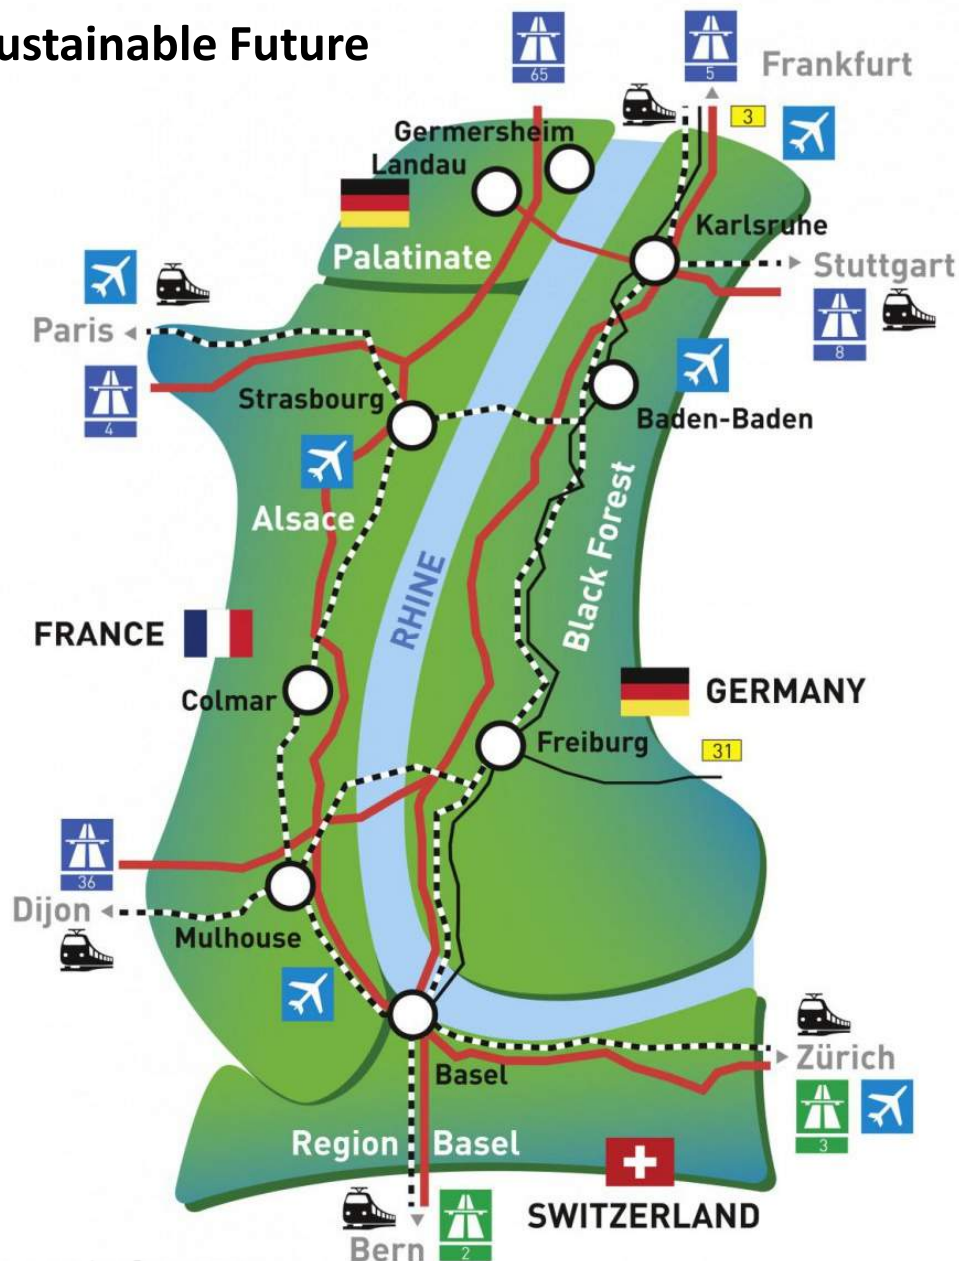 ustainable Future
65
5
Frankfurt
3
Germersheim
Landau
Karlsruhe
Palatinate
Stuttgart
Paris
8
4
Strasbourg
Baden-Baden
Alsace
Black Forest
RHINE
FRANCE
GERMANY
Colmar
Freiburg
31
36
Dijon
Mulhouse
Zürich
Basel
3
Region Basel
SWITZERLAND
Bern
2